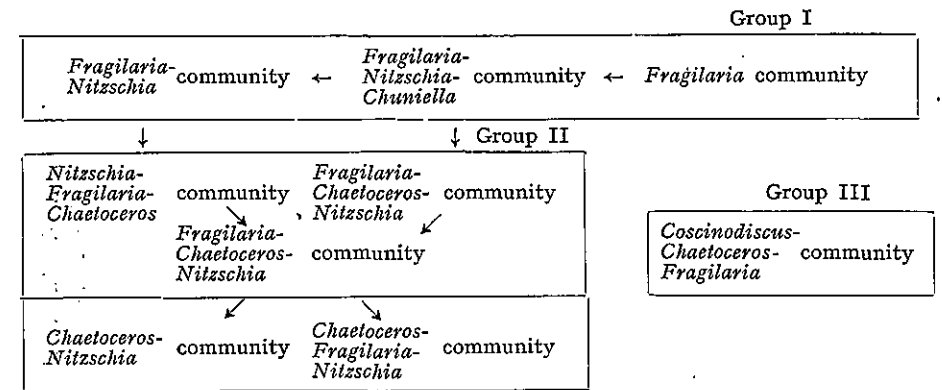 Group I
Fragilaria-
Nitzschia community ← Fragilaria-
Nilzschia-
Chuniella community ← Fragilaria community
↓ ↓ Group II
Nitzschia-
Fragilaria-
Chaetoceros community
Fragilaria-
Chaetoceros-
Nitzschia community
Fragilaria-
Chaetoceros-
Nitzschia community
Chaetoceros-
Nitzschia community
Chaetoceros-
Fragilaria-
Nitzschia community
Group III
Coscinodiscus-
Chaetoceros- community
Fragilaria